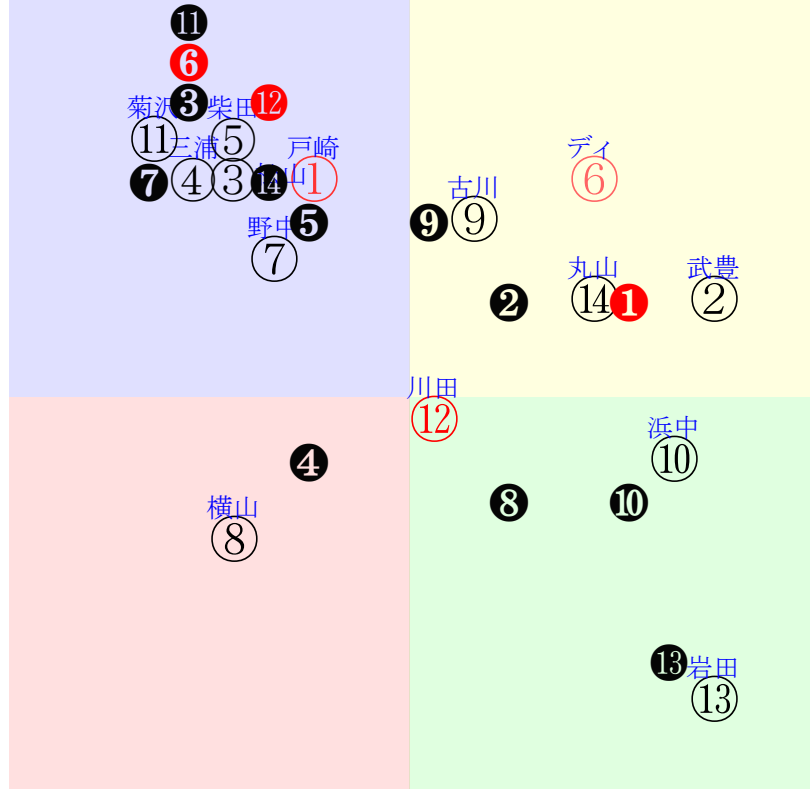 ⓫
❻
菊沢 ❸ 柴田 ⑫
⑪ 三浦 ⑤ 戸崎 ディ
❼ ④ ③ ⓮ 山 ① 古川 ⑥
野中 ❺ ❾ ⑨
⑦ 丸山 武豊
❷ ⑭ ❶ ②
川田
⑫ 浜中
❹ ⑩
横山 ❽ ❿
⑧
⓭ 岩田
⑬